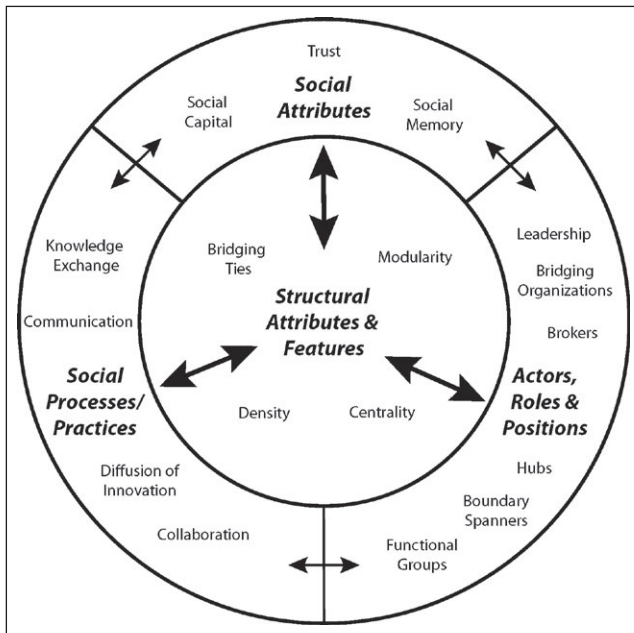 Trust
Social
Attributes
Social
Capital
Social
Memory
Knowledge
Exchange
Communication
Social
Processes/
Practices
Diffusion of
Innovation
Collaboration
Bridging
Ties
Modularity
Structural
Attributes &
Features
Density
Centrality
Leadership
Bridging
Organizations
Brokers
Actors,
Roles &
Positions
Hubs
Boundary
Spanners
Functional
Groups